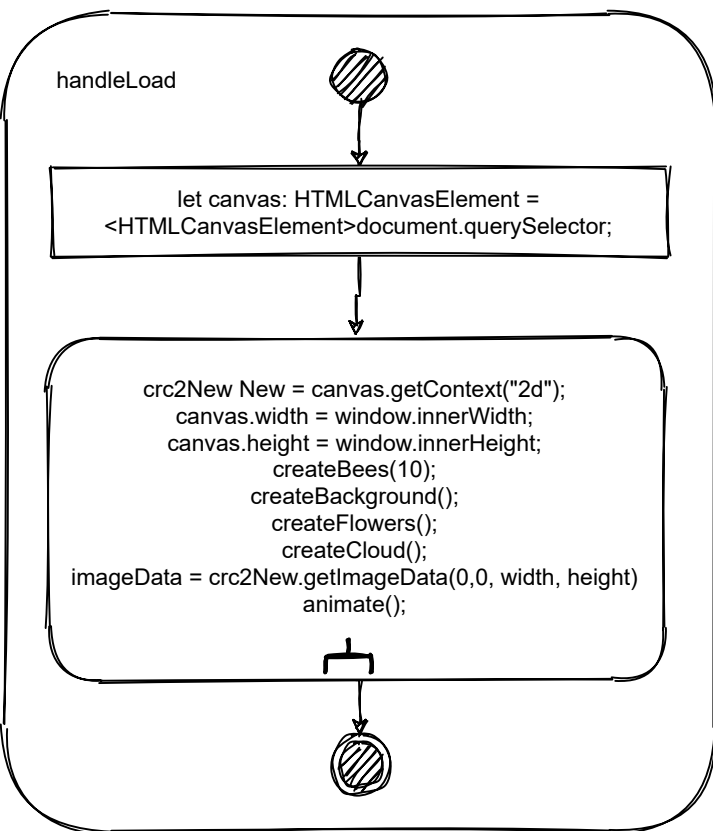 handleLoad
let canvas: HTMLCanvasElement =
<HTMLCanvasElement>document.querySelector;
crc2New New = canvas.getContext("2d");
canvas.width = window.innerWidth;
canvas.height = window.innerHeight;
createBees(10);
createBackground();
createFlowers();
createCloud();
imageData = crc2New.getImageData(0,0, width, height)
animate();